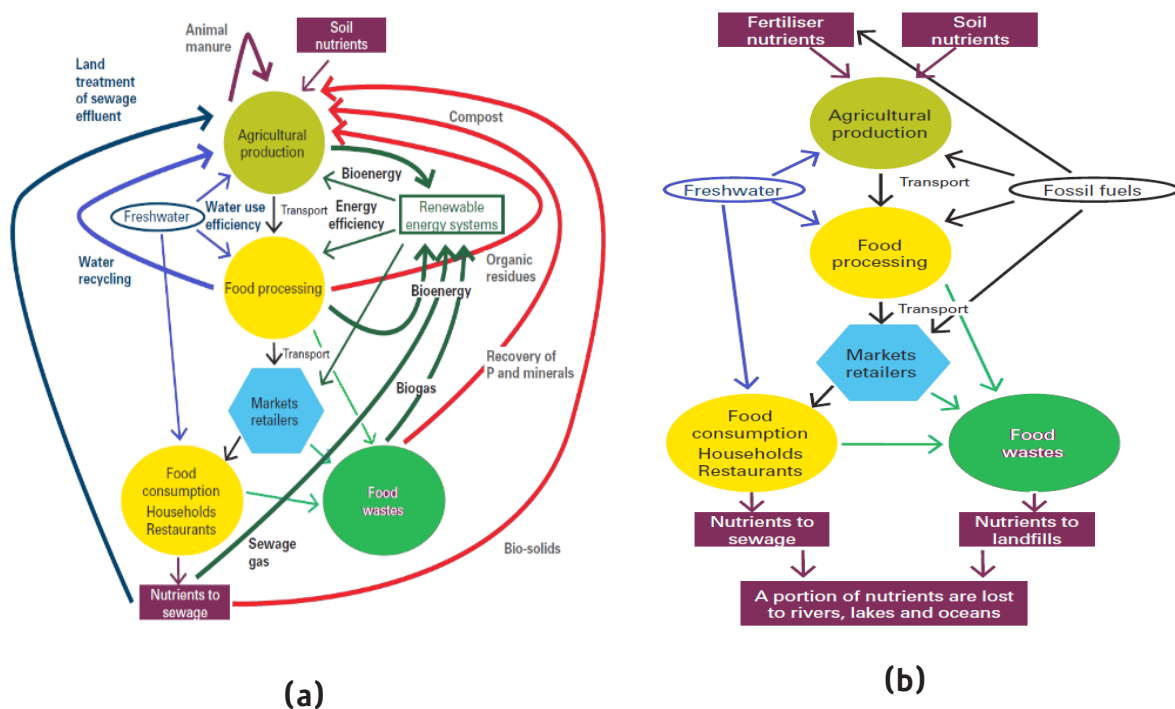 Animal
manure
Soil
nutrients
Land
treatment
of sewage
effluent
Compost
Agricultural
production
Bioenergy
Freshwater
Water use
efficiency
Transport
Energy
efficiency
Renewable
energy systems
Water
recycling
Food processing
Organic
residues
Bioenergy
Transport
Recovery of
P and minerals
Markets
retailers
Biogas
Food
consumption
Households
Restaurants
Food
wastes
Sewage
gas
Bio-solids
Nutrients to
sewage
(a)
Fertiliser
nutrients
Soil
nutrients
Agricultural
production
Freshwater
Transport
Fossil fuels
Food
processing
Transport
Markets
retailers
Food
consumption
Households
Restaurants
Food
wastes
Nutrients to
sewage
Nutrients to
landfills
A portion of nutrients are lost
to rivers, lakes and oceans
(b)